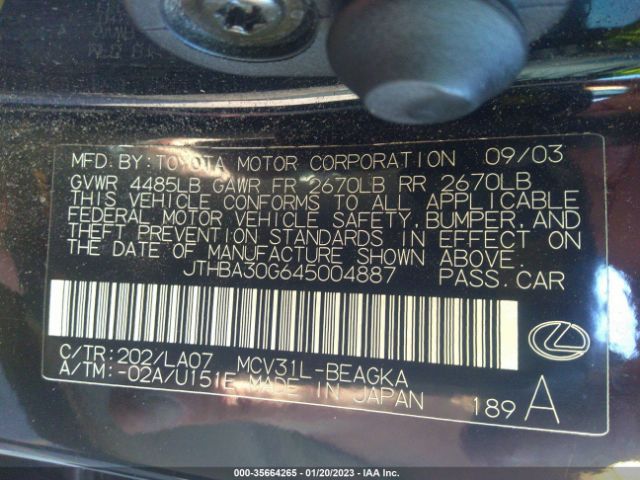 MFD.BY:TOYOTA MOTOR CORPORATION 09/03
GVWR 4485LB GAWR FR 2670LB RR 2670LB
THIS VEHICLE CONFORMS TO ALL APPLICABLE
FEDERAL MOTOR VEHICLE SAFETY, BUMPER, AND
THEFT PREVENTION STANDARDS IN EFFECT ON
THE DATE OF MANUFACTURE SHOWN ABOVE.
JTHBA30G645004887 PASS.CAR
C/TR:202/LA07 MCV31L-BEAGKA
A/TM:-02A/U151E MADE IN JAPAN 189 A
000-35664265 | 01/20/2023 | IAA Inc.